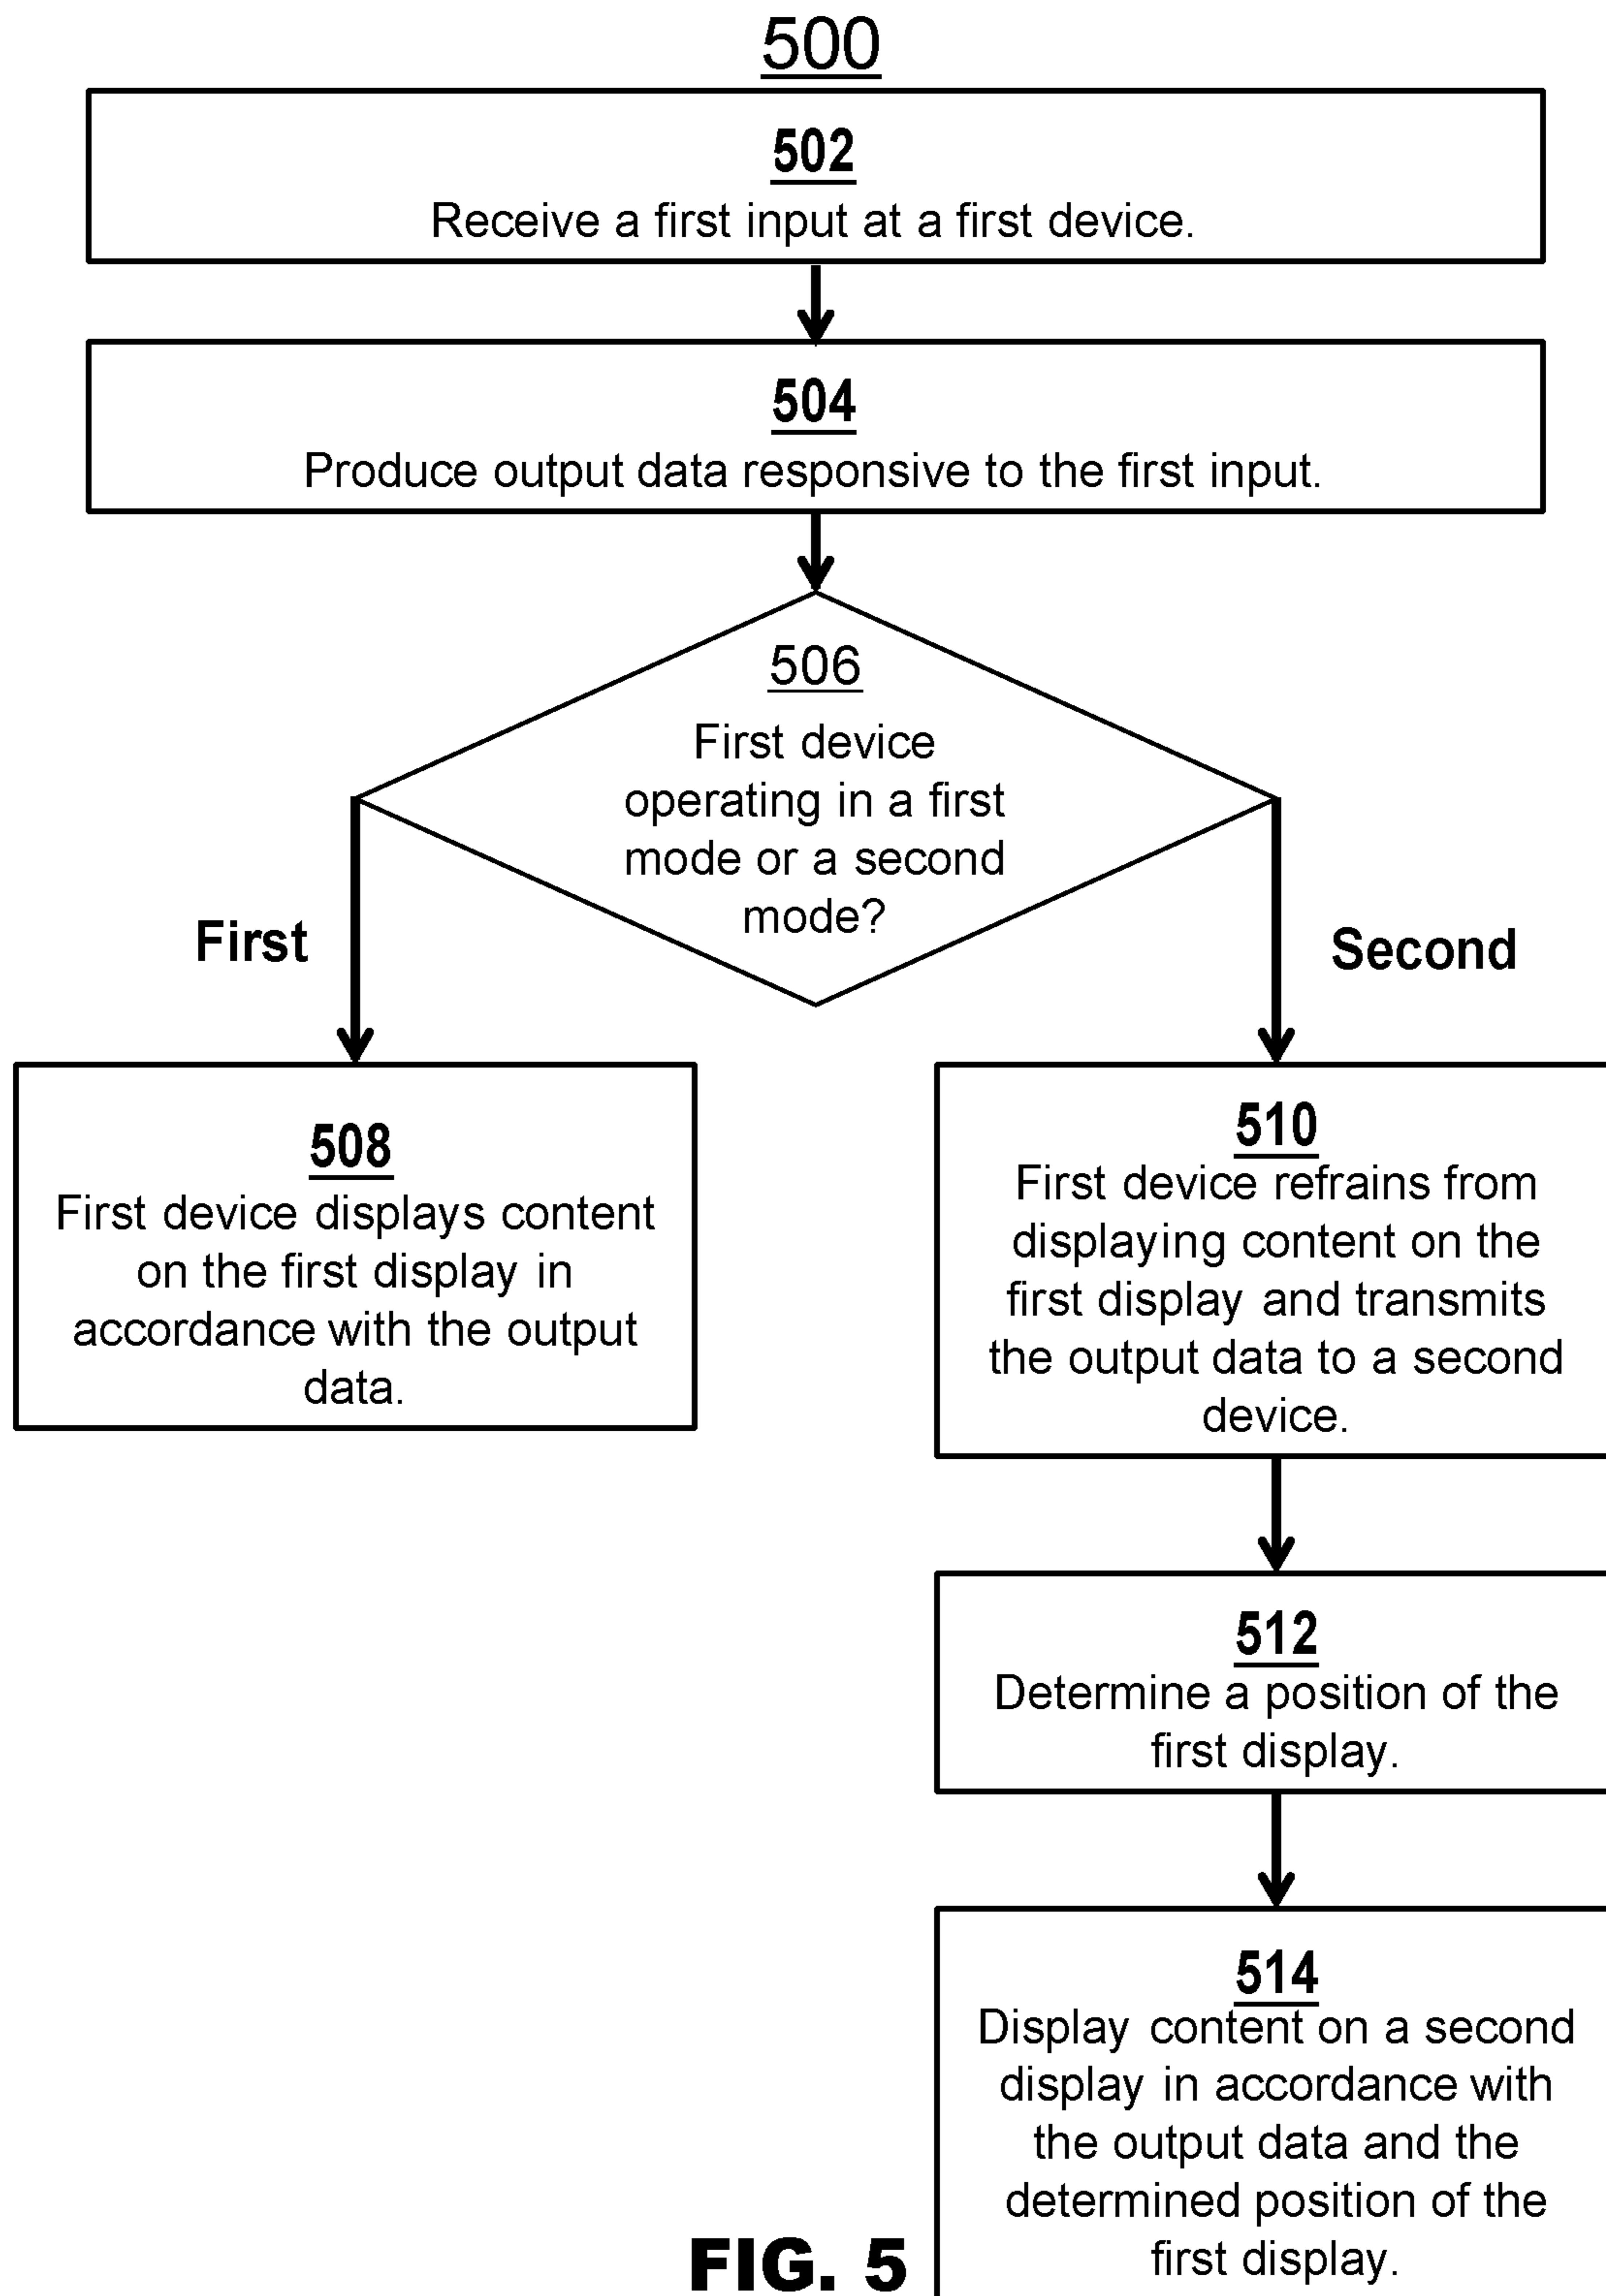 500
502
Receive a first input at a first device.
504
Produce output data responsive to the first input.
506
First device
operating in a first
mode or a second
mode?
First
Second
508
First device displays content
on the first display in
accordance with the output
data.
510
First device refrains from
displaying content on the
first display and transmits
the output data to a second
device.
512
Determine a position of the
first display.
514
Display content on a second
display in accordance with
the output data and the
determined position of the
first display.
FIG. 5